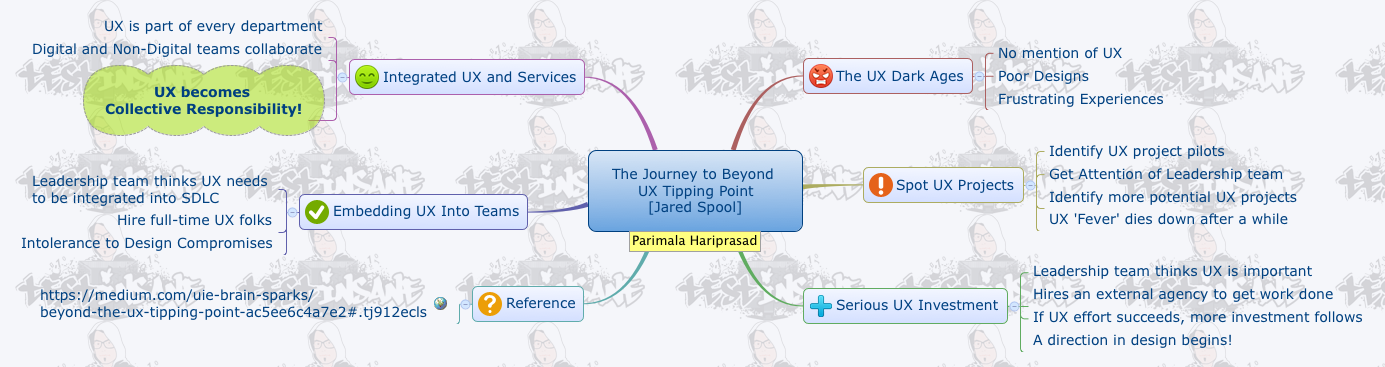 The Journey to Beyond
UX Tipping Point
[Jared Spool]
Parimala Hariprasad
The UX Dark Ages
No mention of UX
Poor Designs
Frustrating Experiences
Spot UX Projects
Identify UX project pilots
Get Attention of Leadership team
Identify more potential UX projects
UX 'Fever' dies down after a while
Serious UX Investment
Leadership team thinks UX is important
Hires an external agency to get work done
If UX effort succeeds, more investment follows
A direction in design begins!
Reference
https://medium.com/uie-brain-sparks/
beyond-the-ux-tipping-point-ac5ee6c4a7e2#.tj912ecls
Embedding UX Into Teams
Leadership team thinks UX needs
to be integrated into SDLC
Hire full-time UX folks
Intolerance to Design Compromises
Integrated UX and Services
UX is part of every department
Digital and Non-Digital teams collaborate
UX becomes
Collective Responsibility!